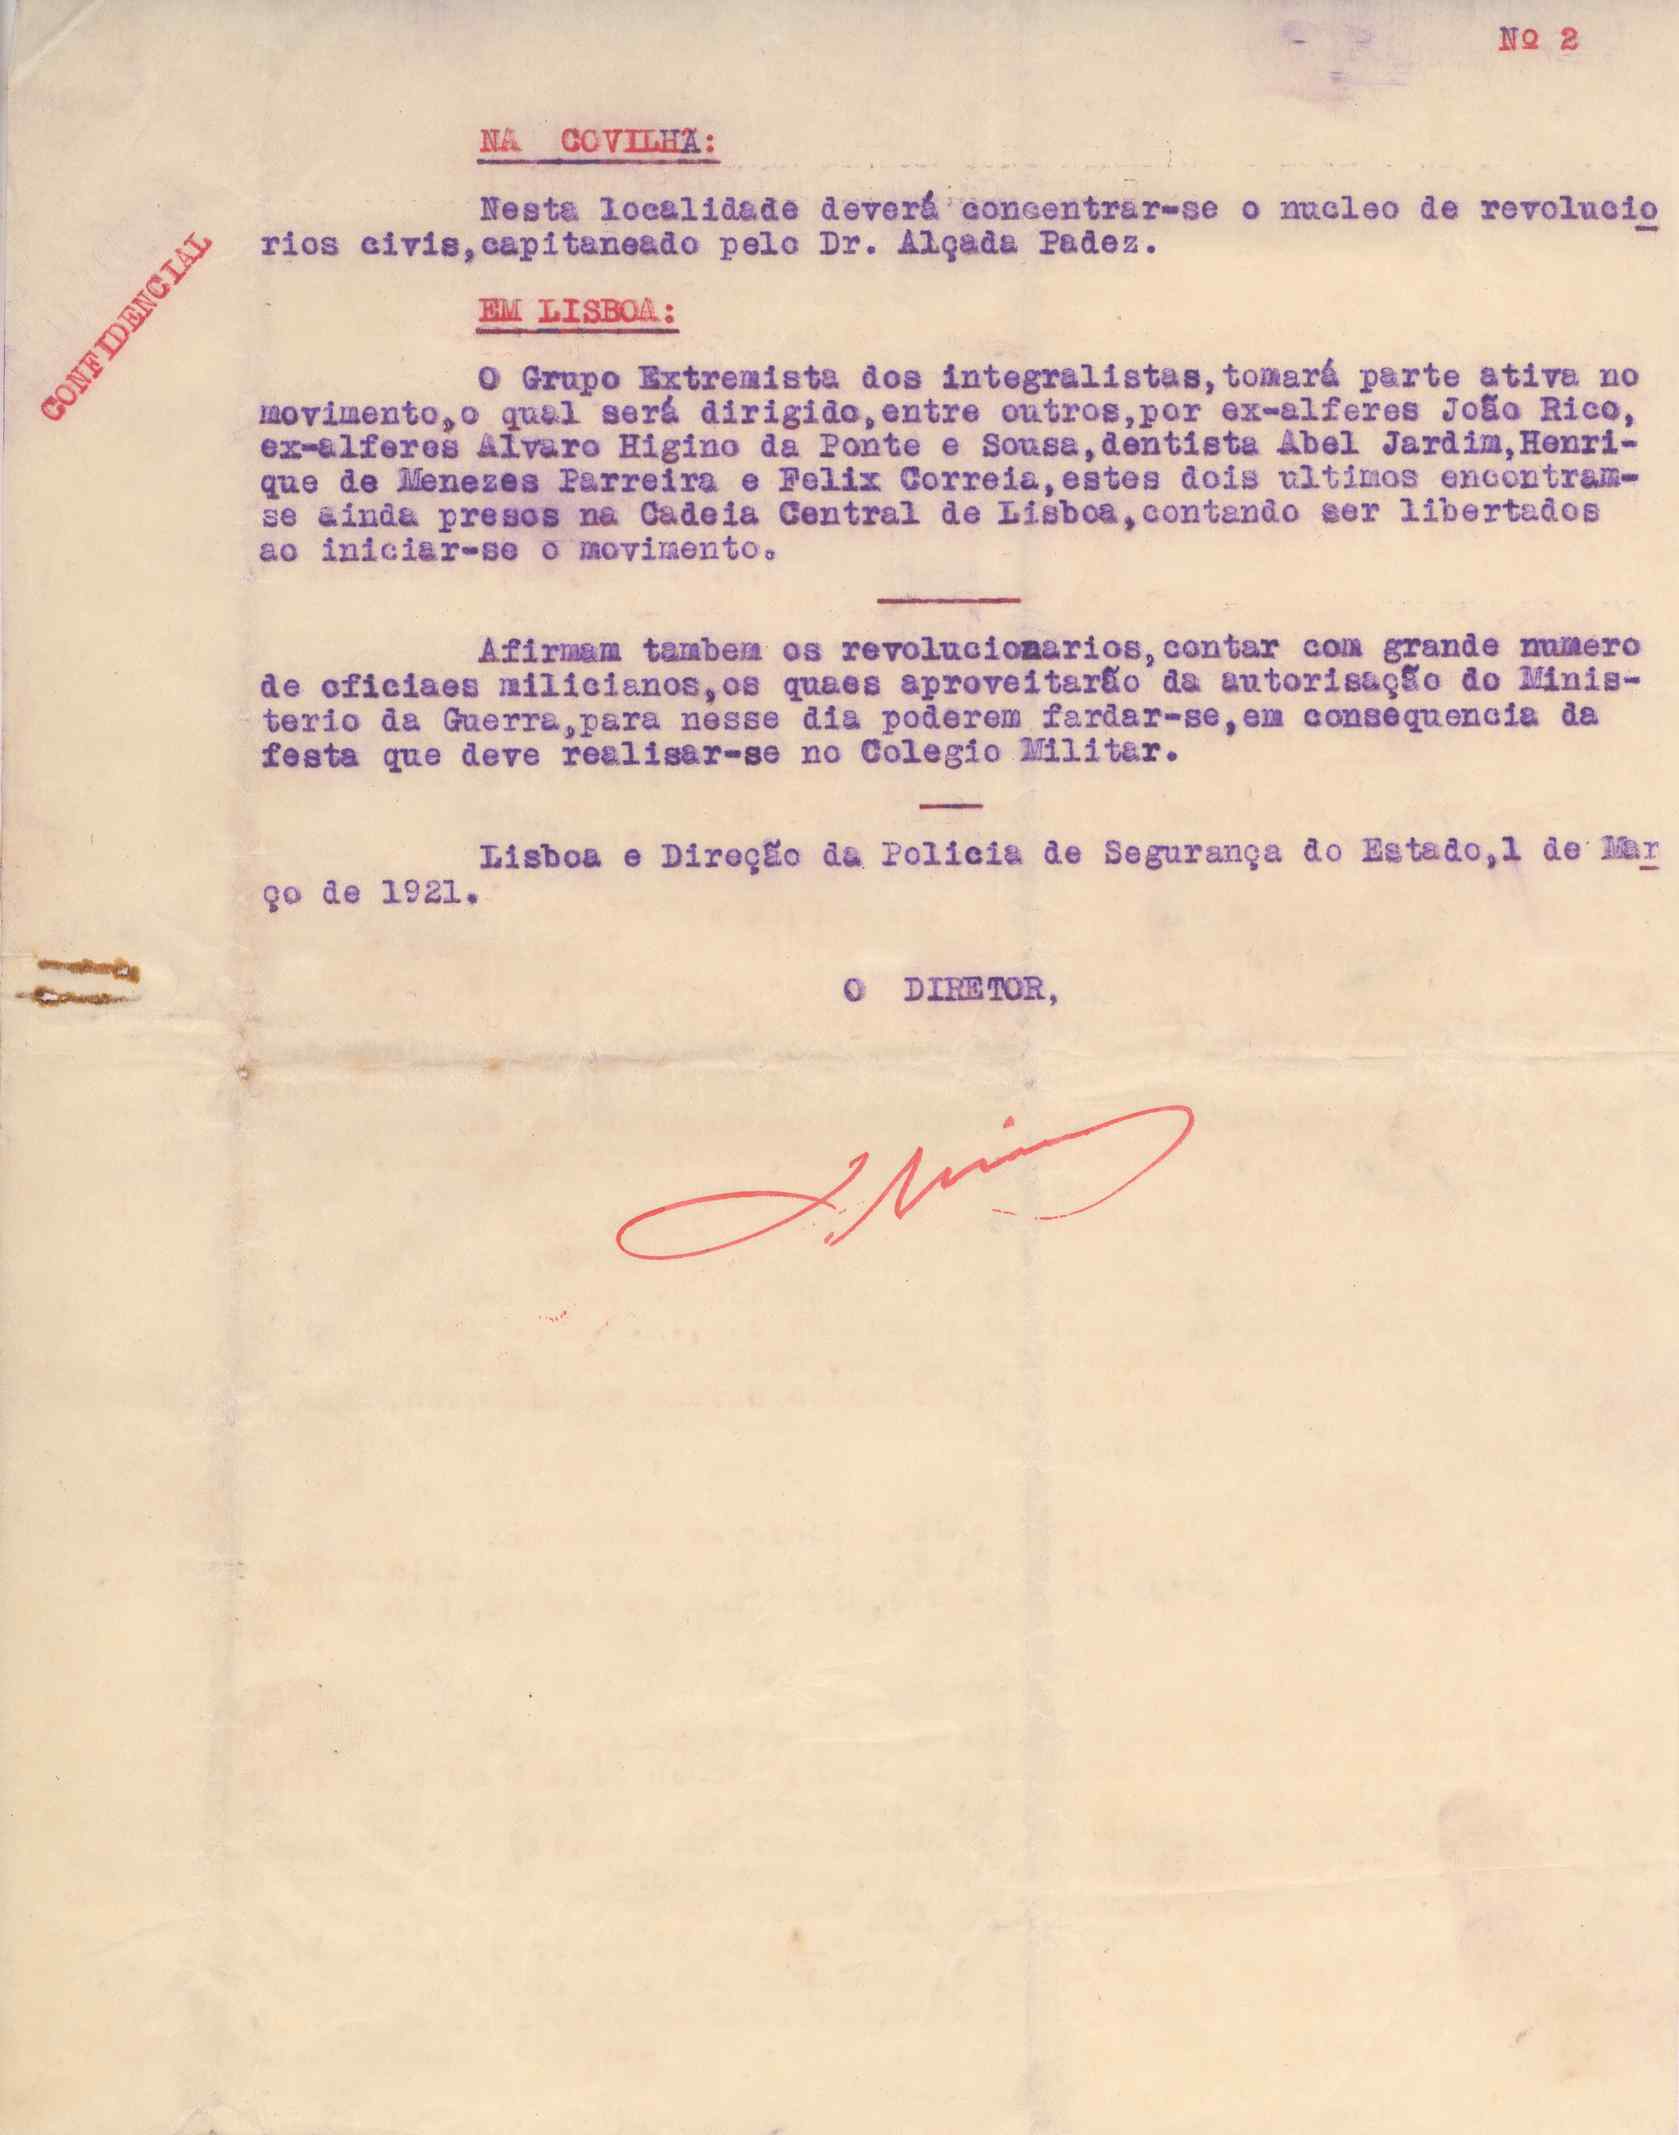 Nº 2
NA COVILHÃ:
Nesta localidade deverá concentrar-se o nucleo de revolucio
rios civis,capitaneado pelo Dr. Alçada Padez.
CONFIDENCIAL
EM LISBOA:
O Grupo Extremista dos integralistas,tomará parte ativa no
movimento,o qual será dirigido,entre outros,por ex-alferes João Rico,
ex-alferes Alvaro Higino da Ponte e Sousa,dentista Abel Jardim,Henri-
que de Menezes Parreira e Felix Correia,estes dois ultimos encontram-
se ainda presos na Cadeia Central de Lisboa,contando ser libertados
ao iniciar-se o movimento.
Afirmam tambem os revolucionarios,contar com grande numero
de oficiaes milicianos,os quaes aproveitarão da autorisação do Minis-
terio da Guerra,para nesse dia poderem fardar-se,em consequencia da
festa que deve realisar-se no Colegio Militar.
Lisboa e Direção da Policia de Segurança do Estado,1 de Mar
ço de 1921.
O DIRETOR,